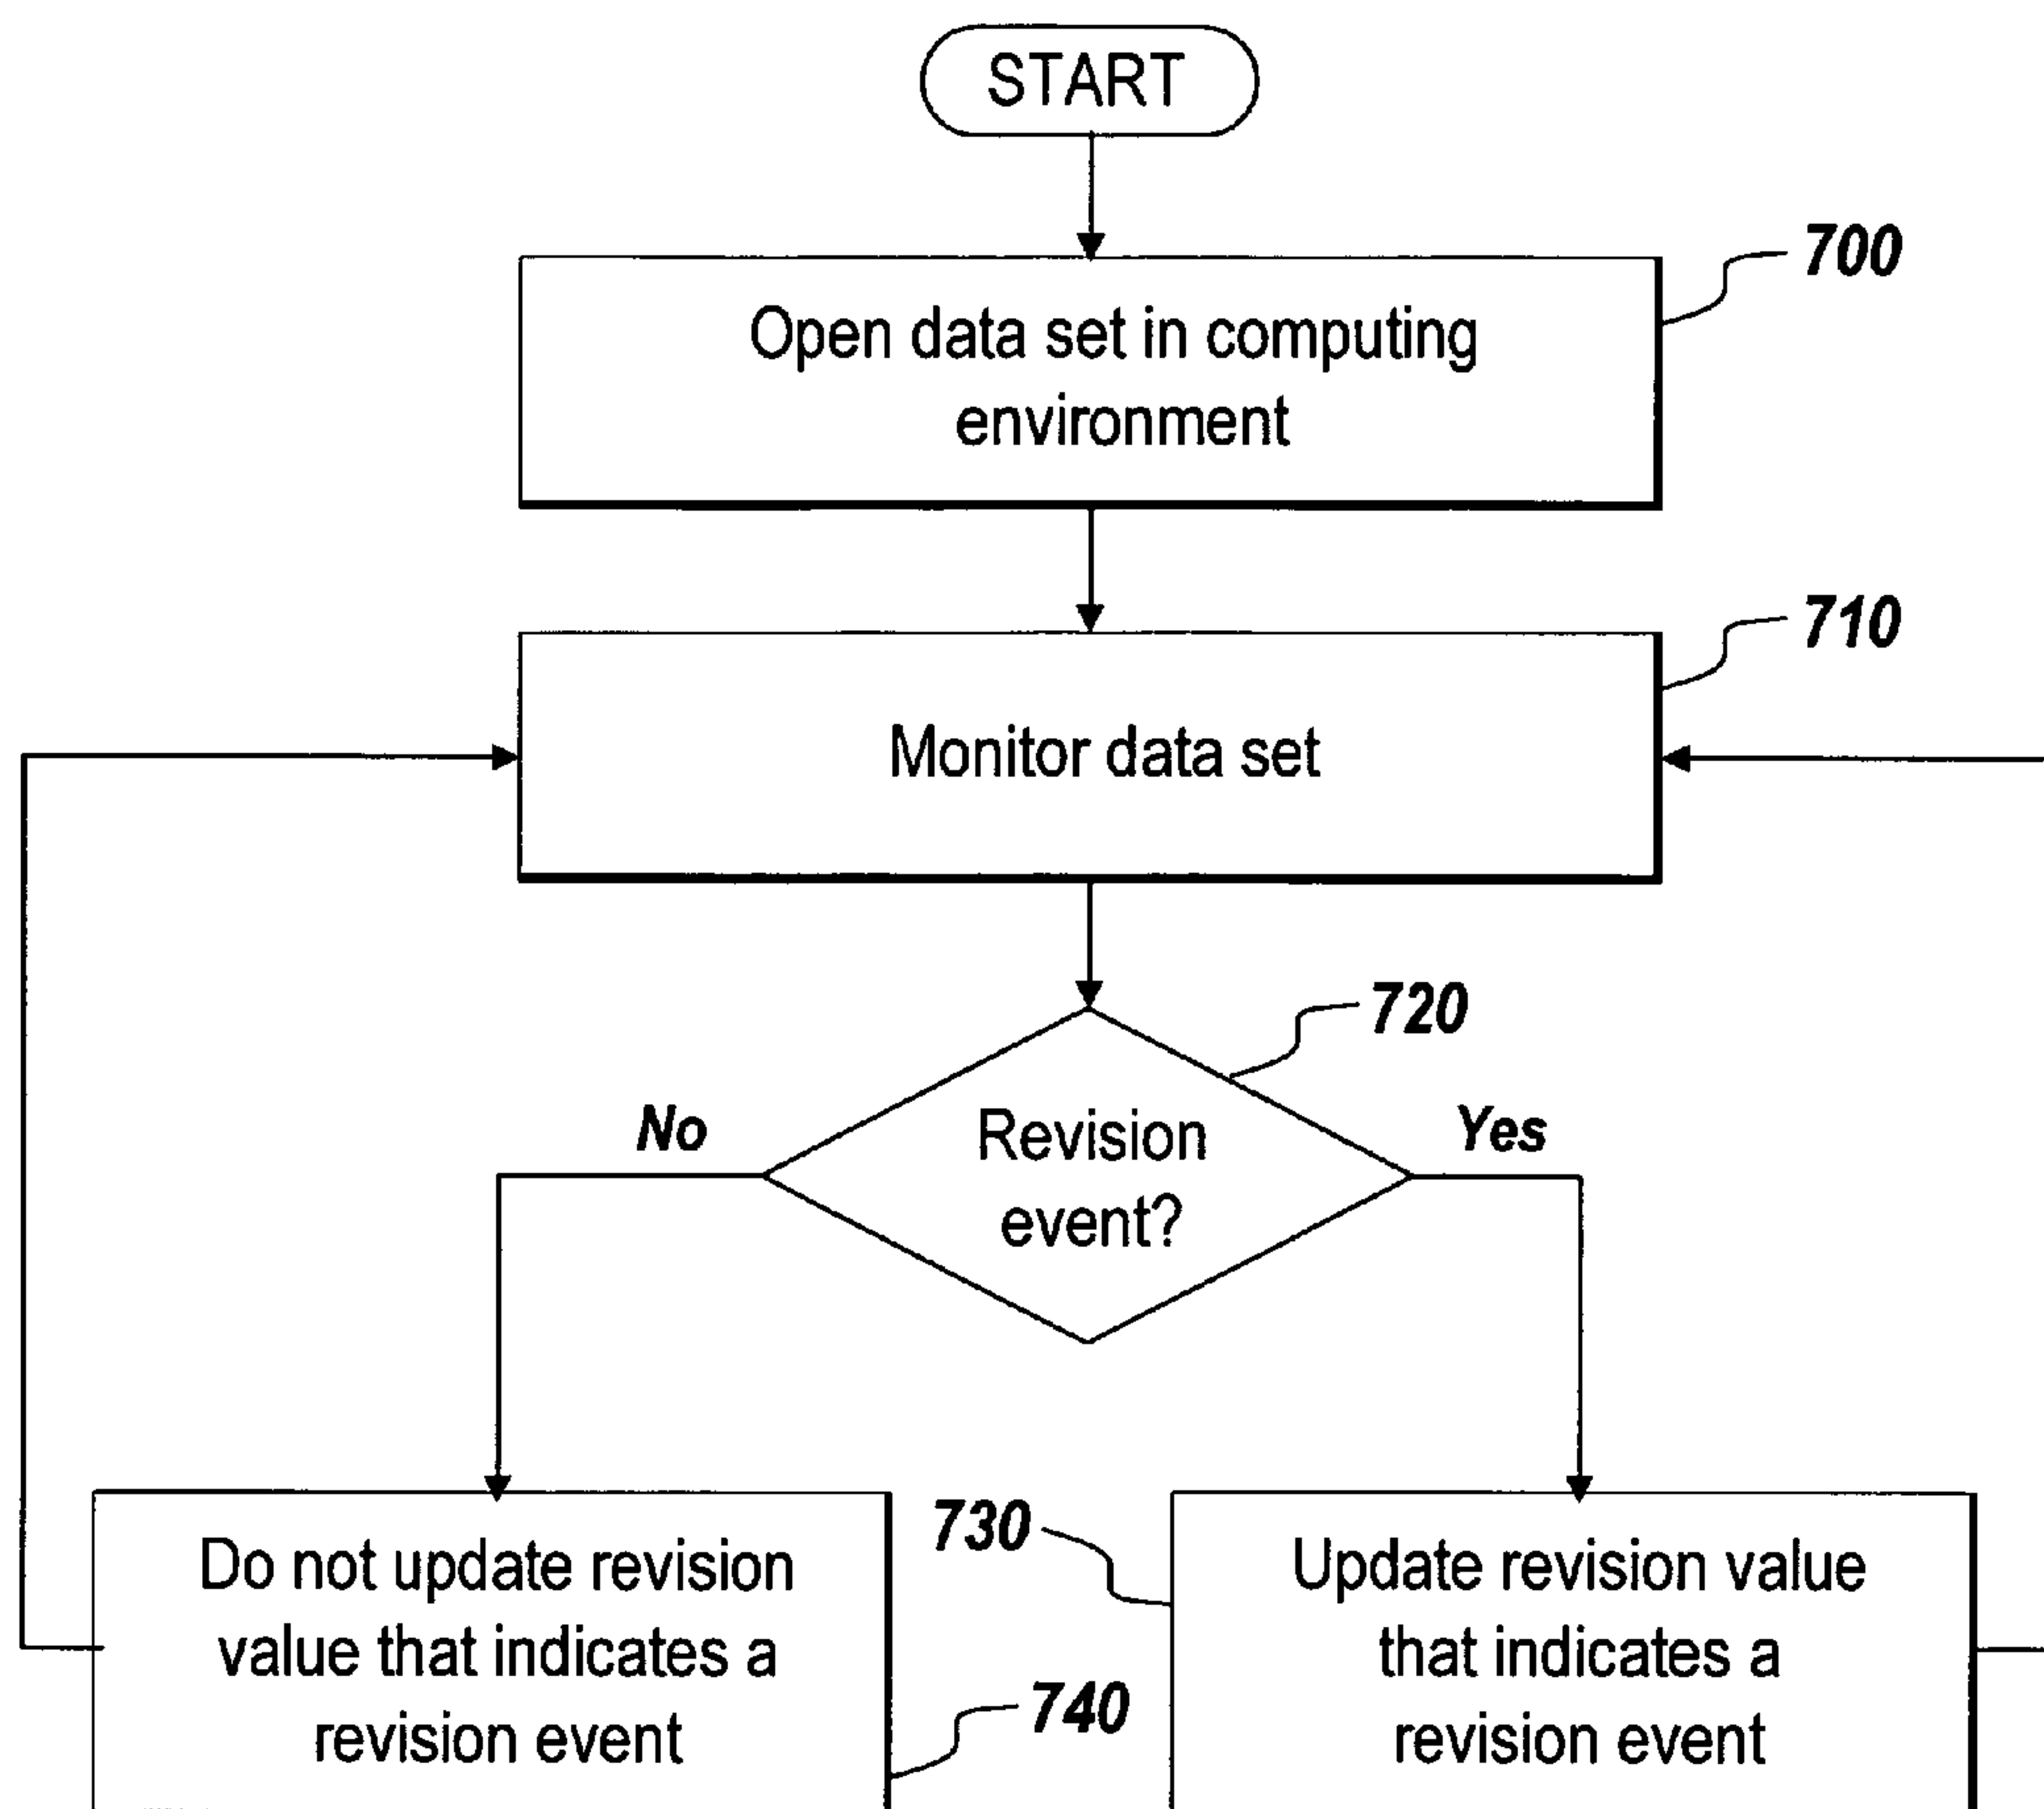 START
700
Open data set in computing
environment
710
Monitor data set
720
No
Yes
Revision
event?
Do not update revision
value that indicates a
revision event
740
730
Update revision value
that indicates a
revision event